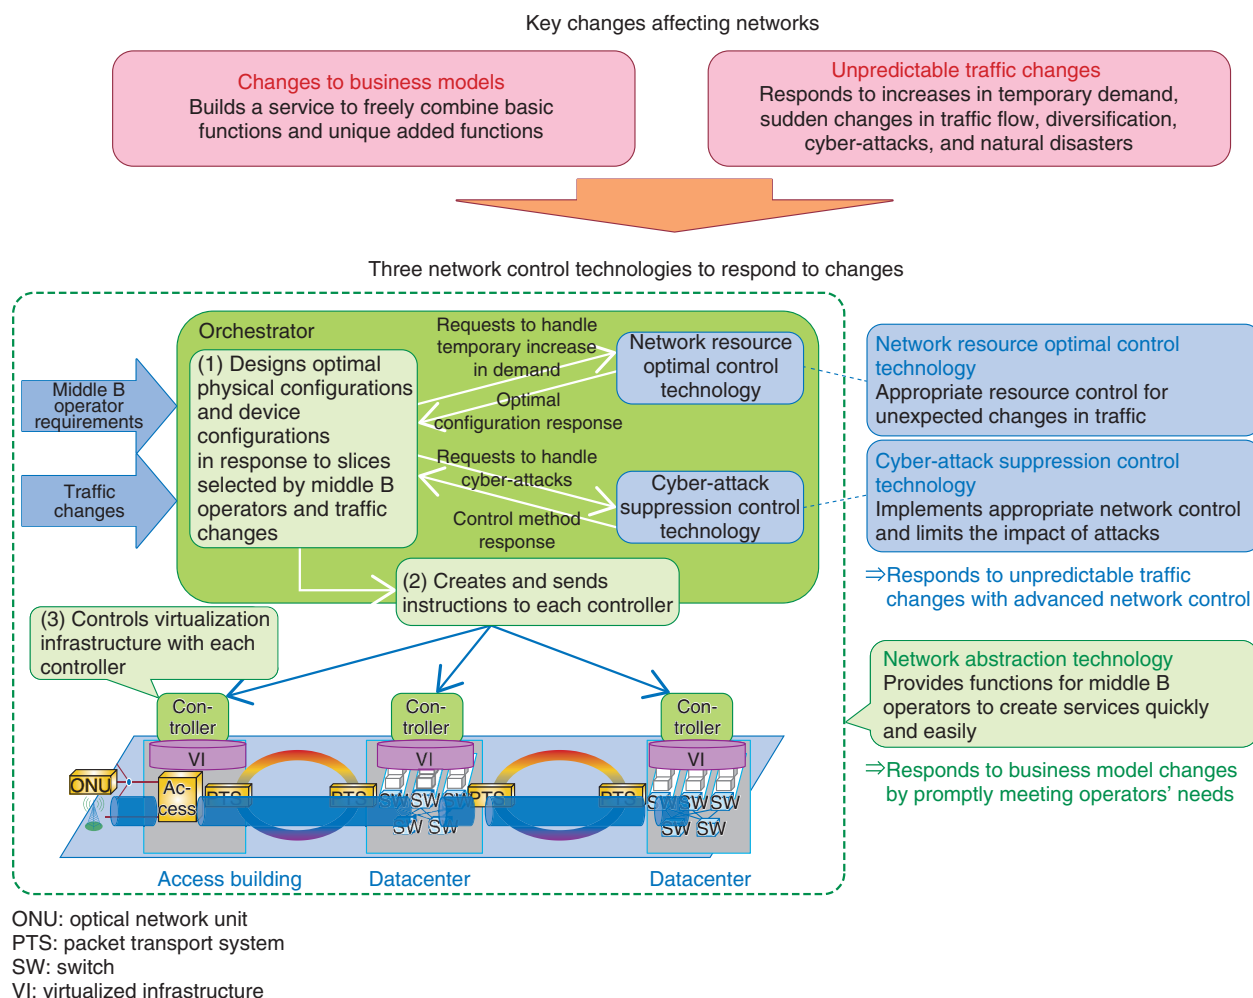 Key changes affecting networks
Changes to business models
Builds a service to freely combine basic
functions and unique added functions
Unpredictable traffic changes
Responds to increases in temporary demand,
sudden changes in traffic flow, diversification,
cyber-attacks, and natural disasters
Three network control technologies to respond to changes
Middle B
operator
requirements
Traffic
changes
Orchestrator
(1) Designs optimal
physical configurations
and device
configurations
in response to slices
selected by middle B
operators and traffic
changes
Requests to handle
temporary increase
in demand
Optimal
configuration response
Requests to handle
cyber-attacks
Control method
response
Network resource
optimal control
technology
Cyber-attack
suppression control
technology
(2) Creates and sends
instructions to each controller
(3) Controls virtualization
infrastructure with each
controller
Network resource optimal control
technology
Appropriate resource control for
unexpected changes in traffic
Cyber-attack suppression control
technology
Implements appropriate network control
and limits the impact of attacks
⇒Responds to unpredictable traffic
changes with advanced network control
Network abstraction technology
Provides functions for middle B
operators to create services quickly
and easily
⇒Responds to business model changes
by promptly meeting operators' needs
Con-
troller
Con-
troller
Con-
troller
VI
VI
VI
ONU
Ac-
cess
PTS
PTS
SW SW SW
SW SW
PTS
PTS
SW SW SW
SW SW
Access building
Datacenter
Datacenter
ONU: optical network unit
PTS: packet transport system
SW: switch
VI: virtualized infrastructure